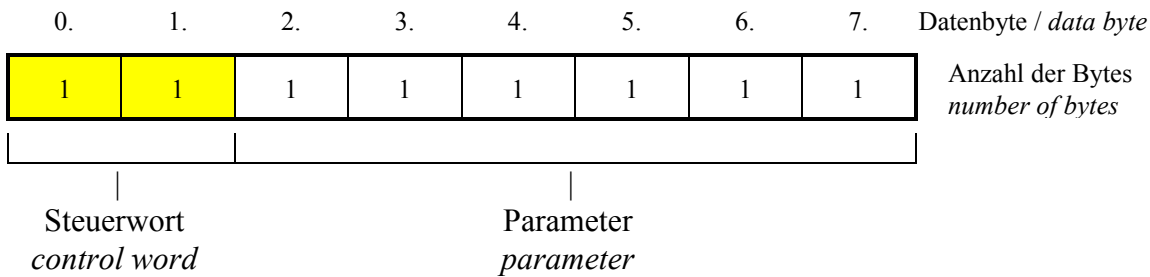 0. 1. 2. 3. 4. 5. 6. 7. Datenbyte / data byte
1 1 1 1 1 1 1 1 Anzahl der Bytes
number of bytes
Steuerwort Parameter
control word parameter